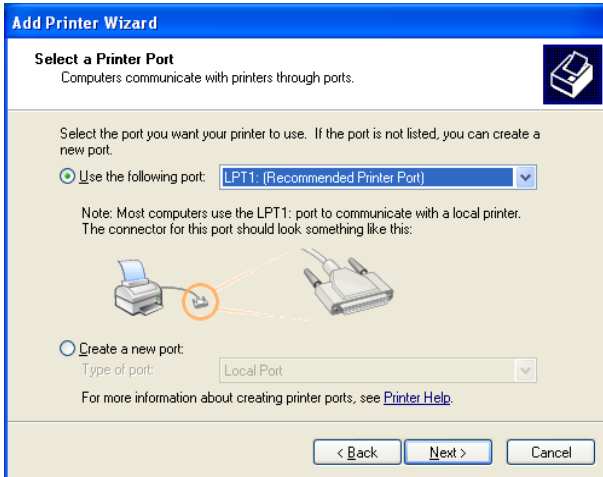 Add Printer Wizard
Select a Printer Port
Computers communicate with printers through ports.
Select the port you want your printer to use. If the port is not listed, you can create a
new port.
Use the following port: LPT1: (Recommended Printer Port)
Note: Most computers use the LPT1: port to communicate with a local printer.
The connector for this port should look something like this:
Create a new port:
Type of port: Local Port
For more information about creating printer ports, see Printer Help.
< Back Next > Cancel